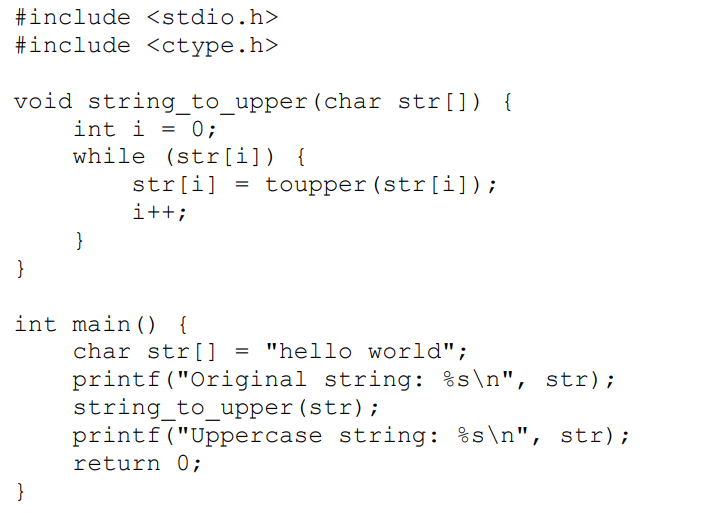 #include <stdio.h>
#include <ctype.h>

void string_to_upper(char str[]) {
    int i = 0;
    while (str[i]) {
        str[i] = toupper(str[i]);
        i++;
    }
}

int main() {
    char str[] = "hello world";
    printf("Original string: %s\n", str);
    string_to_upper(str);
    printf("Uppercase string: %s\n", str);
    return 0;
}